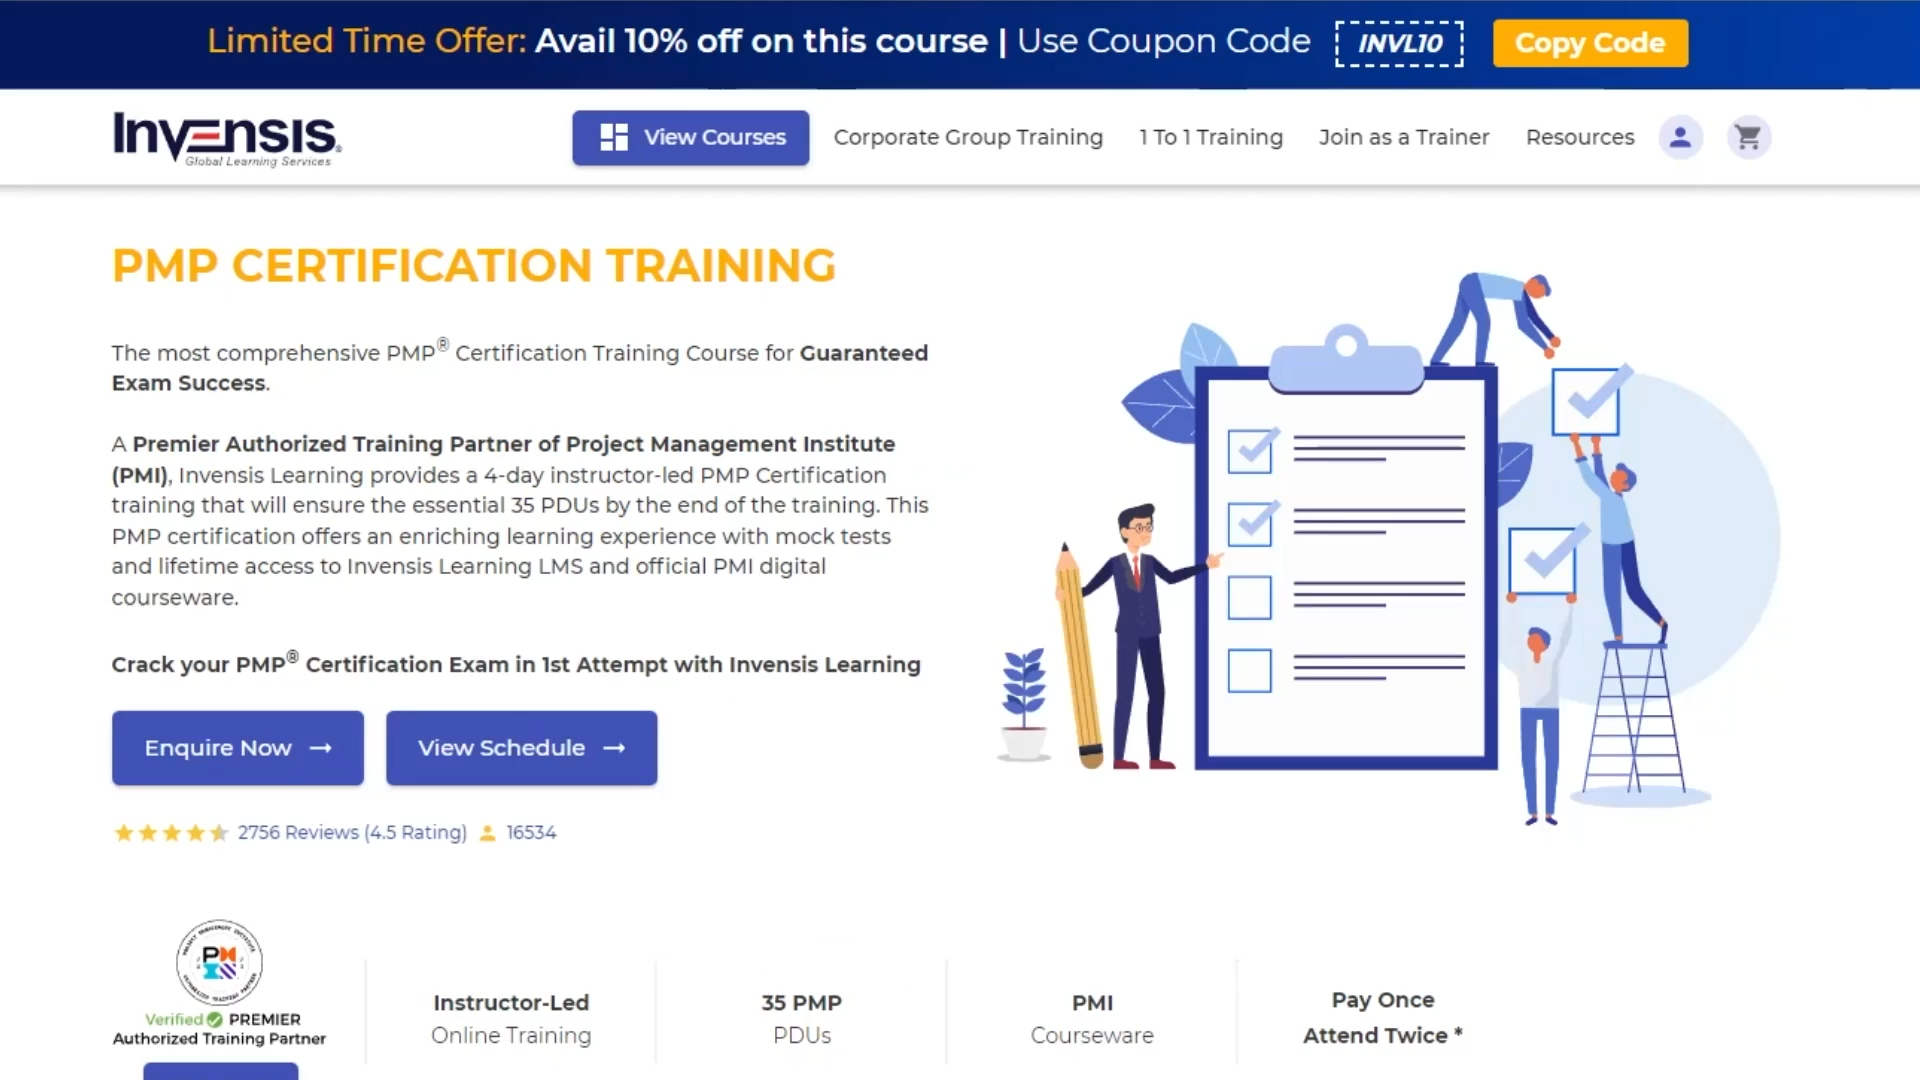 Limited Time Offer: Avail 10% off on this course | Use Coupon Code INVL10 Copy Code
Invensis
Global Learning Services
View Courses Corporate Group Training 1 To 1 Training Join as a Trainer Resources
PMP CERTIFICATION TRAINING
The most comprehensive PMP® Certification Training Course for Guaranteed
Exam Success.
A Premier Authorized Training Partner of Project Management Institute
(PMI), Invensis Learning provides a 4-day instructor-led PMP Certification
training that will ensure the essential 35 PDUs by the end of the training. This
PMP certification offers an enriching learning experience with mock tests
and lifetime access to Invensis Learning LMS and official PMI digital
courseware.
Crack your PMP® Certification Exam in 1st Attempt with Invensis Learning
Enquire Now → View Schedule →
2756 Reviews (4.5 Rating) 16534
Verified PREMIER
Authorized Training Partner
Instructor-Led
Online Training
35 PMP
PDUs
PMI
Courseware
Pay Once
Attend Twice *